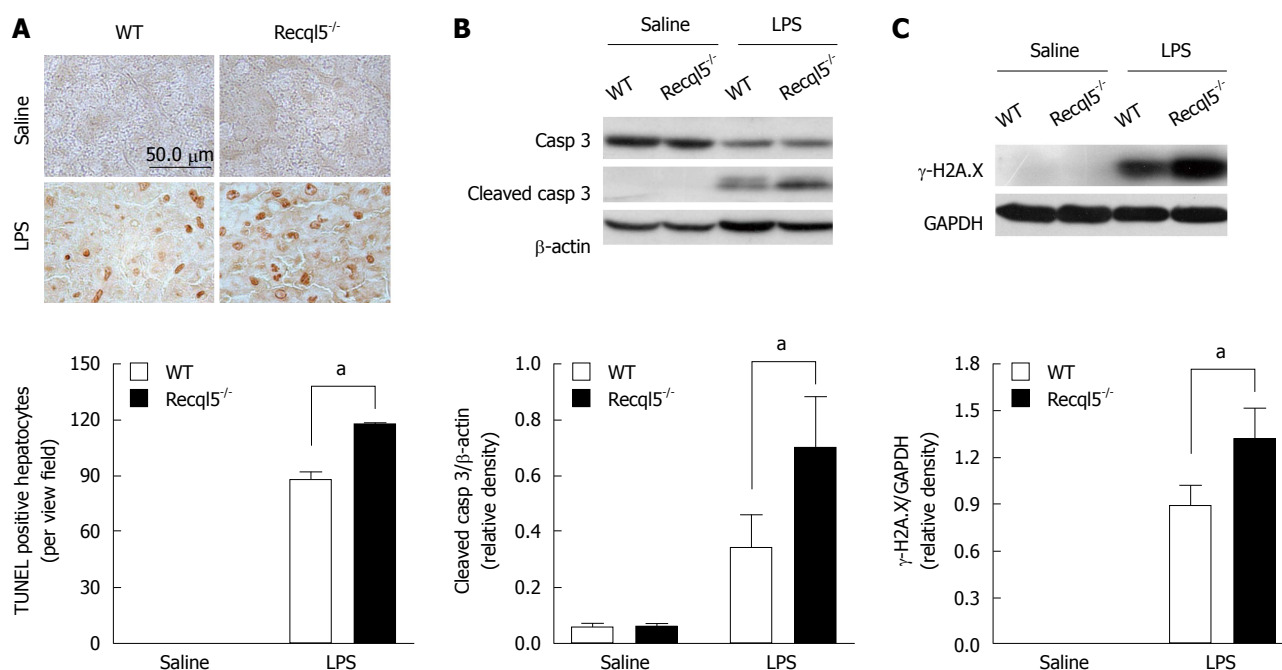 A
WT
Recql5-/-
Saline
50.0 μm
LPS
TUNEL positive hepatocytes
(per view field)
150
120
90
60
30
0
WT
Recql5-/-
a
Saline
LPS
B
Saline
LPS
WT
Recql5-/-
WT
Recql5-/-
Casp 3
Cleaved casp 3
β-actin
Cleaved casp 3/β-actin
(relative density)
1.0
0.8
0.6
0.4
0.2
0.0
WT
Recql5-/-
a
Saline
LPS
C
Saline
LPS
WT
Recql5-/-
WT
Recql5-/-
γ-H2A.X
GAPDH
γ-H2A.X/GAPDH
(relative density)
1.8
1.5
1.2
0.9
0.6
0.3
0.0
WT
Recql5-/-
a
Saline
LPS